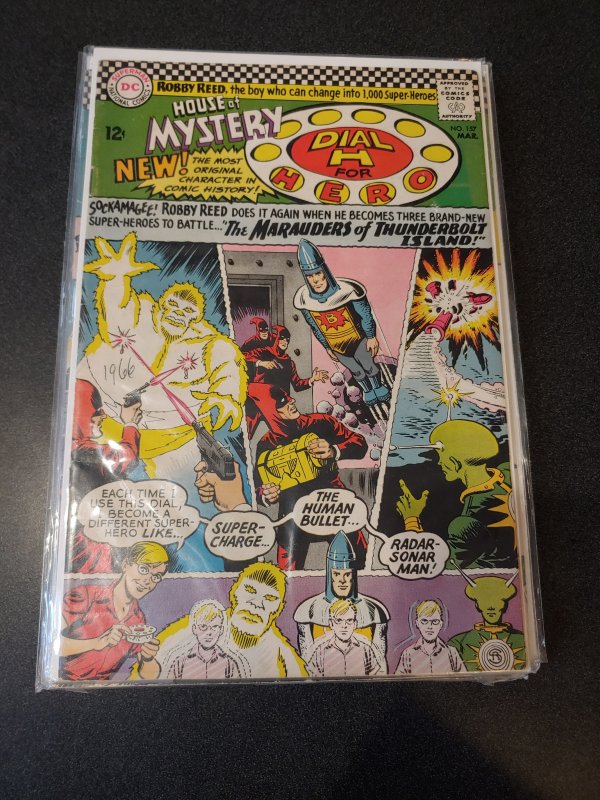 SUPERMAN
DC
NATIONAL COMICS
ROBBY REED, the boy who can change into 1,000 Super-Heroes
APPROVED
BY THE
COMICS
CODE
CA
AUTHORITY
12¢
HOUSE of
MYSTERY
NO. 157
MAR.
NEW! THE MOST
ORIGINAL
CHARACTER IN
COMIC HISTORY!
DIAL
H
FOR
HERO
SOCKAMAGEE! ROBBY REED DOES IT AGAIN WHEN HE BECOMES THREE BRAND-NEW
SUPER-HEROES TO BATTLE... "THE MARAUDERS of THUNDERBOLT
ISLAND!"
1966
B
EACH TIME I
USE THIS DIAL,
BECOME A
DIFFERENT SUPER-
HERO LIKE...
SUPER-
CHARGE...
THE
HUMAN
BULLET...
RADAR-
SONAR
MAN!